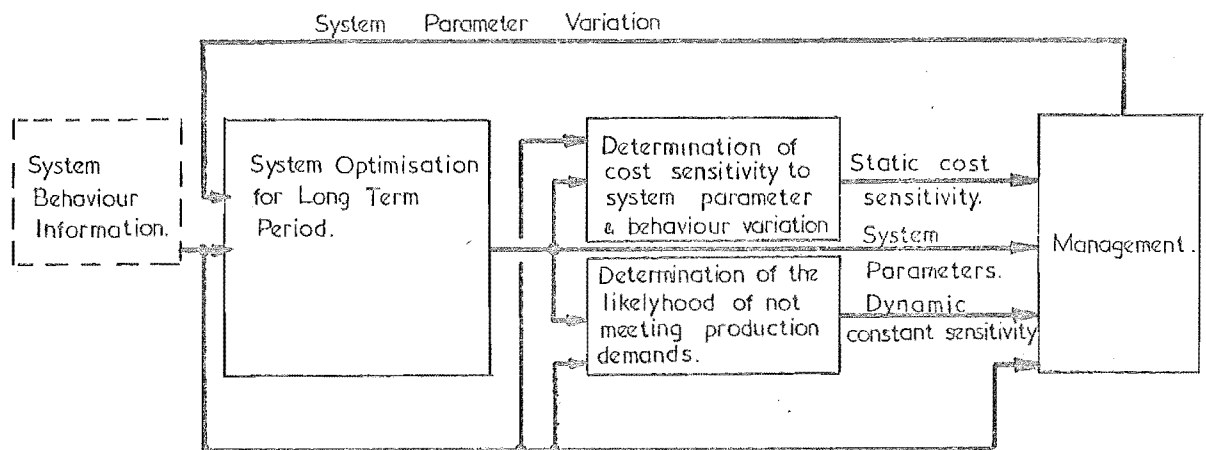 System Parameter Variation
System
Behaviour
Information.
System Optimisation
for Long Term
Period.
Determination of
cost sensitivity to
system parameter
& behaviour variation
Determination of the
likelyhood of not
meeting production
demands.
Static cost
sensitivity.
System
Parameters.
Dynamic
constant sensitivity
Management.